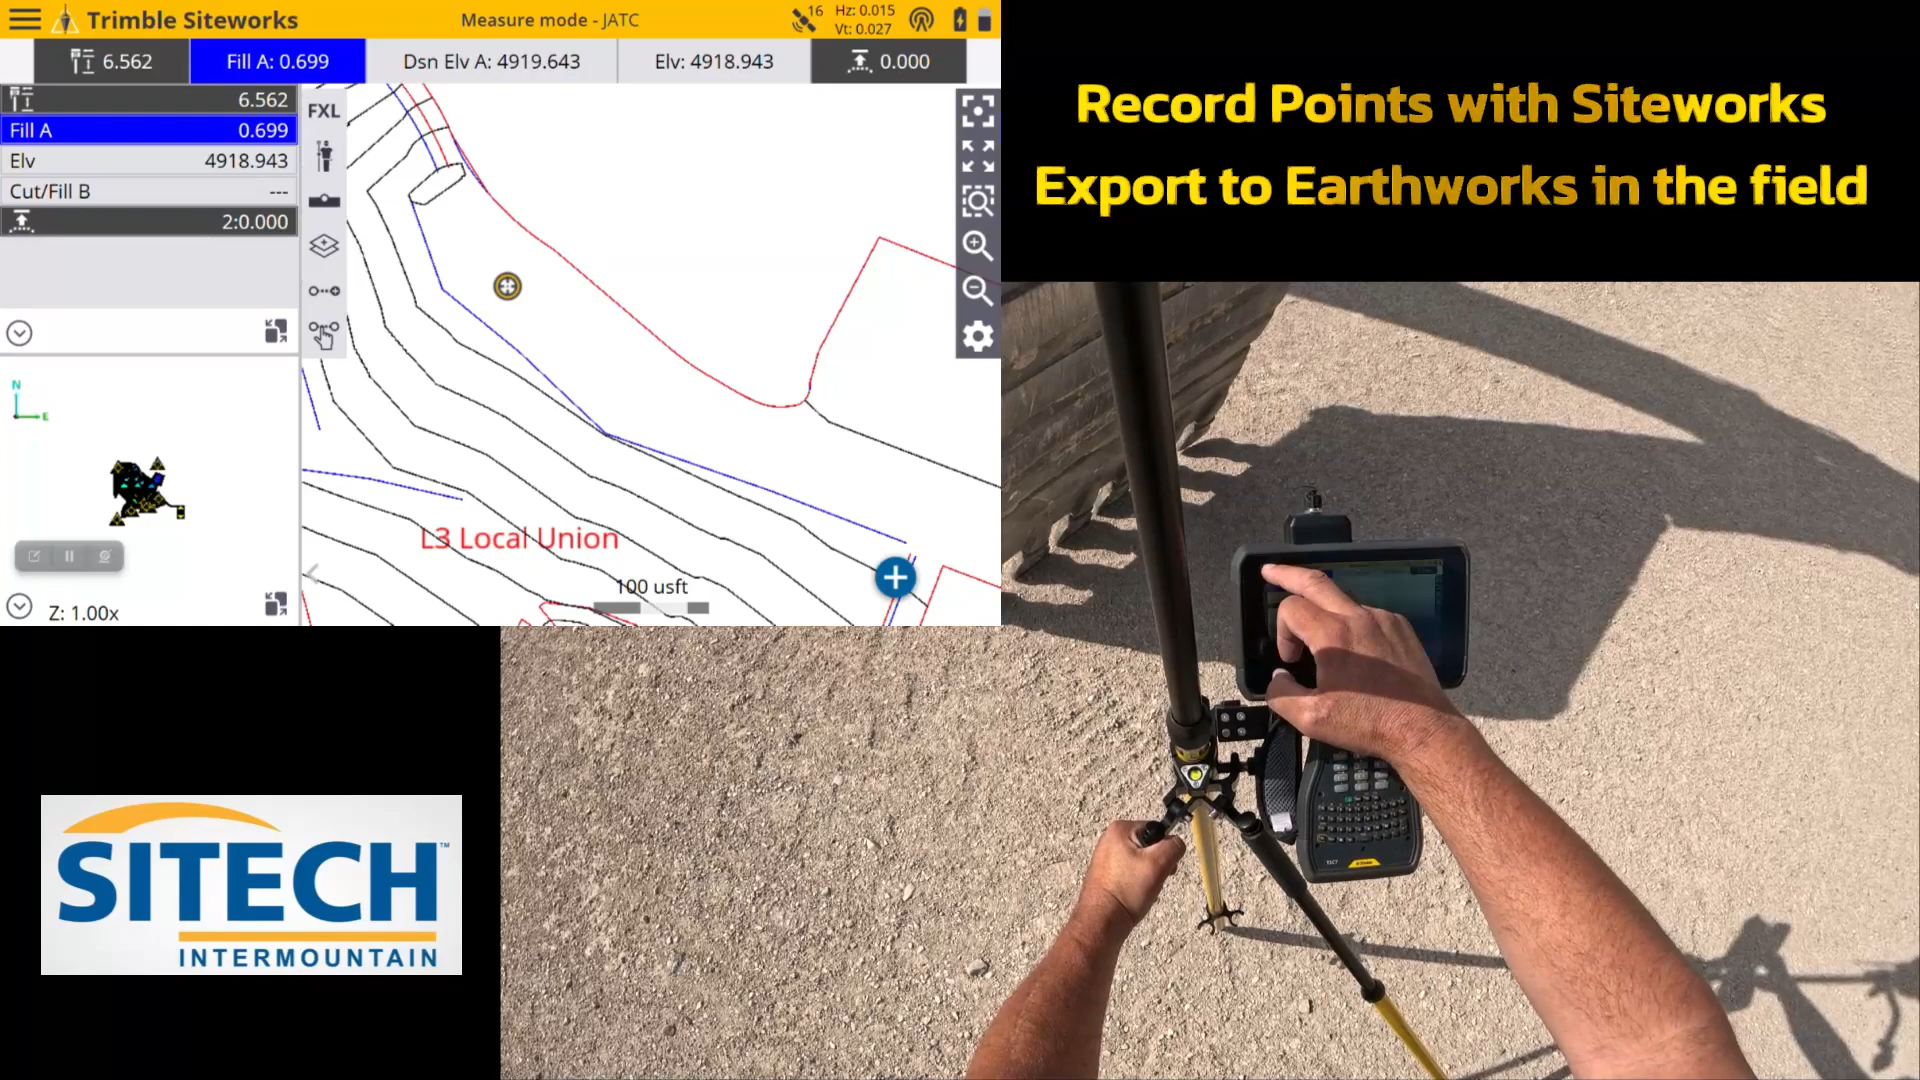 Trimble Siteworks
Measure mode - JATC
16
Hz: 0.015
Vt: 0.027
6.562
Fill A: 0.699
Dsn Elv A: 4919.643
Elv: 4918.943
0.000
6.562
Fill A
0.699
Elv
4918.943
Cut/Fill B
---
2:0.000
FXL
N
E
Z: 1.00x
L3 Local Union
100 usft
Record Points with Siteworks
Export to Earthworks in the field
SITECH™
INTERMOUNTAIN
TSC7